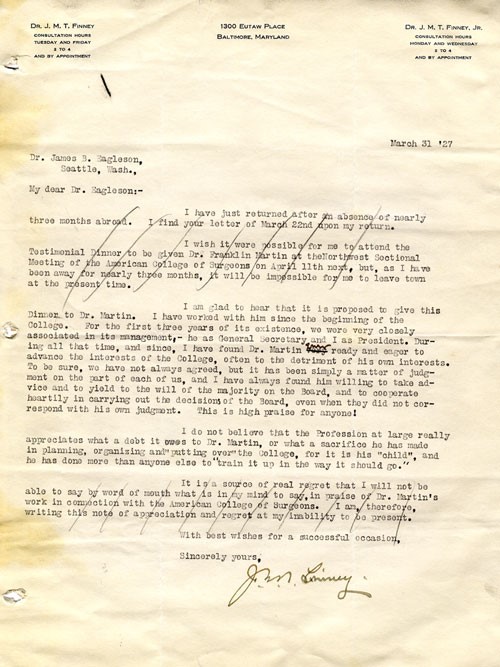 DR. J. M. T. FINNEY
CONSULTATION HOURS
TUESDAY AND FRIDAY
2 TO 4
AND BY APPOINTMENT
1300 EUTAW PLACE
BALTIMORE, MARYLAND
DR. J. M. T. FINNEY, JR.
CONSULTATION HOURS
MONDAY AND WEDNESDAY
2 TO 4
AND BY APPOINTMENT
March 31 '27
Dr. James B. Eagleson,
Seattle, Wash.,
My dear Dr. Eagleson:-
I have just returned after an absence of nearly
three months abroad. I find your letter of March 22nd upon my return.
I wish it were possible for me to attend the
Testimonial Dinner to be given Dr. Franklin Martin at theNorthwest Sectional
Meeting of the American College of Surgeons on April 11th next, but, as I have
been away for nearly three months, it will be impossible for me to leave town
at the present time.
I am glad to hear that it is proposed to give this
Dinner to Dr. Martin. I have worked with him since the beginning of the
College. For the first three years of its existence, we were very closely
associated in its management,- he as General Secretary and I as President. Dur-
ing all that time, and since, I have found Dr. Martin ready and eager to
advance the interests of the College, often to the detriment of his own interests.
To be sure, we have not always agreed, but it has been simply a matter of judg-
ment on the part of each of us, and I have always found him willing to take ad-
vice and to yield to the will of the majority on the Board, and to cooperate
heartily in carrying out the decision of the Board, even when they did not cor-
respond with his own judgment. This is high praise for anyone!
I do not believe that the Profession at large really
appreciates what a debt it owes to Dr. Martin, or what a sacrifice he has made
in planning, organizing and "putting over" the College, for it is his "child", and
he has done more than anyone else to "train it up in the way it should go."
It is a source of real regret that I will not be
able to say by word of mouth what is in my mind to say in praise of Dr. Martin's
work in connection with the American College of Surgeons. I am, therefore,
writing this note of appreciation and regret at my inability to be present.
With best wishes for a successful occasion,
Sincerely yours,
J. M. T. Finney.